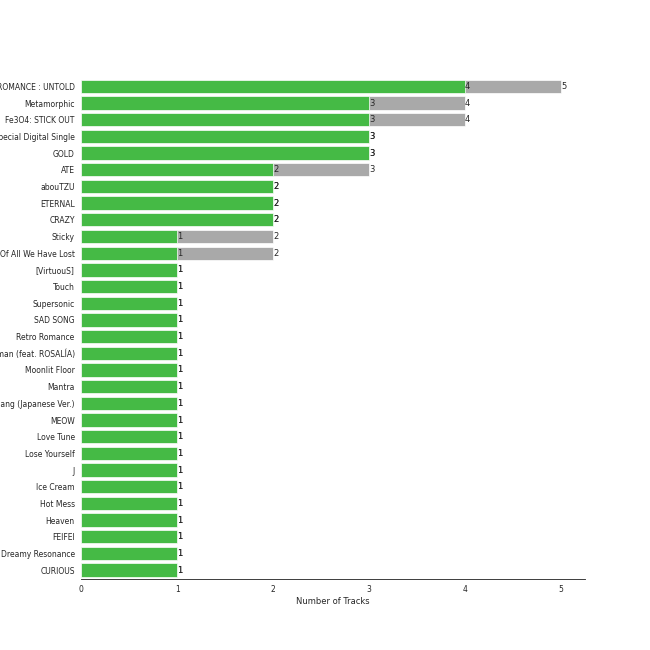 ROMANCE : UNTOLD 4 5
Metamorphic 3 4
Fe3O4: STICK OUT 3 4
pecial Digital Single 3
GOLD 3
ATE 2 3
abouTZU 2
ETERNAL 2
CRAZY 2
Sticky 1 2
Of All We Have Lost 1 2
[VirtuouS] 1
Touch 1
Supersonic 1
SAD SONG 1
Retro Romance 1
man (feat. ROSALÍA) 1
Moonlit Floor 1
Mantra 1
ang (Japanese Ver.) 1
MEOW 1
Love Tune 1
Lose Yourself 1
J 1
Ice Cream 1
Hot Mess 1
Heaven 1
FEIFEI 1
Dreamy Resonance 1
CURIOUS 1
0 1 2 3 4 5
Number of Tracks